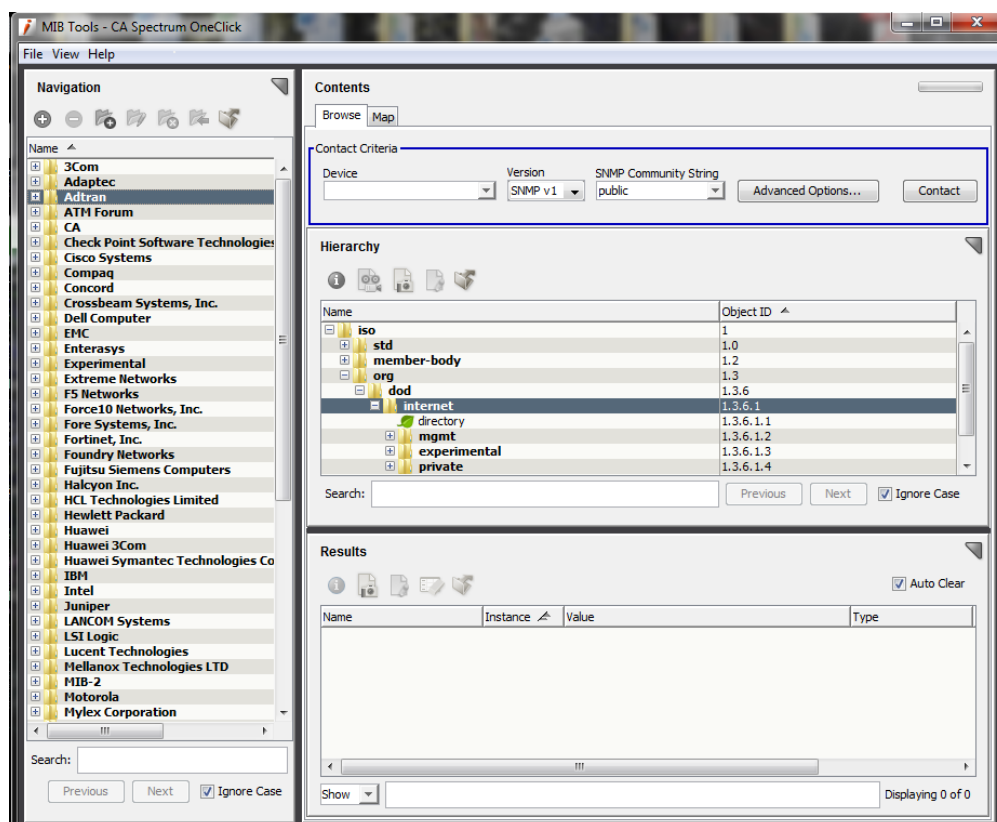 MIB Tools - CA Spectrum OneClick
File View Help
Navigation
Name
3Com
Adaptec
Adtran
ATM Forum
CA
Check Point Software Technologies
Cisco Systems
Compaq
Concord
Crossbeam Systems, Inc.
Dell Computer
EMC
Enterasys
Experimental
Extreme Networks
F5 Networks
Force10 Networks, Inc.
Fore Systems, Inc.
Fortinet, Inc.
Foundry Networks
Fujitsu Siemens Computers
Halcyon Inc.
HCL Technologies Limited
Hewlett Packard
Huawei
Huawei 3Com
Huawei Symantec Technologies Co
IBM
Intel
Juniper
LANCOM Systems
LSI Logic
Lucent Technologies
Mellanox Technologies LTD
MIB-2
Motorola
Mylex Corporation
Search:
Previous Next Ignore Case
Contents
Browse Map
Contact Criteria
Device Version SNMP Community String
SNMP v1 public Advanced Options... Contact
Hierarchy
Name Object ID
iso 1
std 1.0
member-body 1.2
org 1.3
dod 1.3.6
internet 1.3.6.1
directory 1.3.6.1.1
mgmt 1.3.6.1.2
experimental 1.3.6.1.3
private 1.3.6.1.4
Search: Previous Next Ignore Case
Results
Auto Clear
Name Instance Value Type
Show Displaying 0 of 0